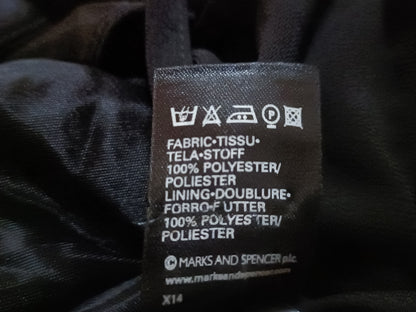 FABRIC•TISSU•
TELA•STOFF
100% POLYESTER/
POLIESTER
LINING•DOUBLURE•
FORRO•FUTTER
100% POLYESTER/
POLIESTER
© MARKS AND SPENCER p.l.c.
www.marksandspencer.com
X14